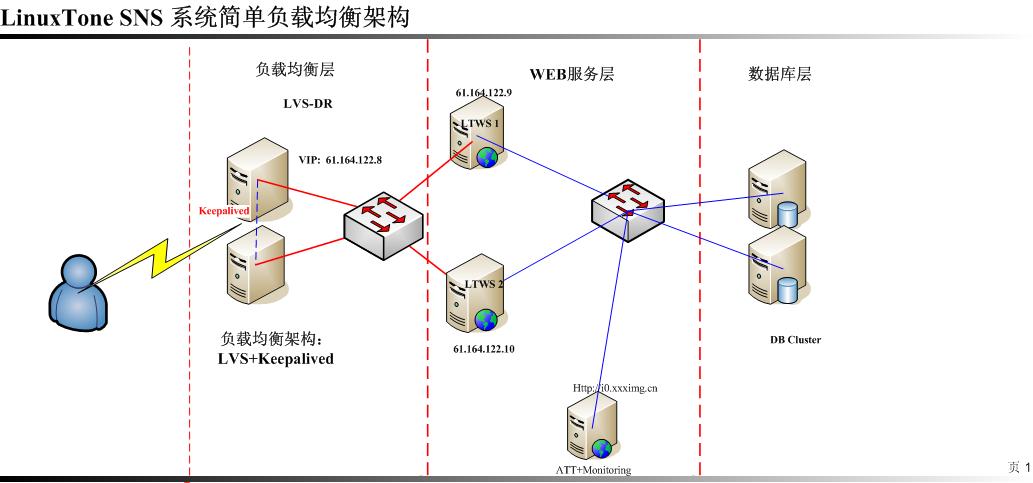 LinuxTone SNS 系统简单负载均衡架构
负载均衡层
WEB服务层
数据库层
LVS-DR
61.164.122.9
LTWS 1
VIP: 61.164.122.8
Keepalived
LTWS 2
负载均衡架构：
LVS+Keepalived
61.164.122.10
DB Cluster
Http://i0.xxximg.cn
ATT+Monitoring
页 1